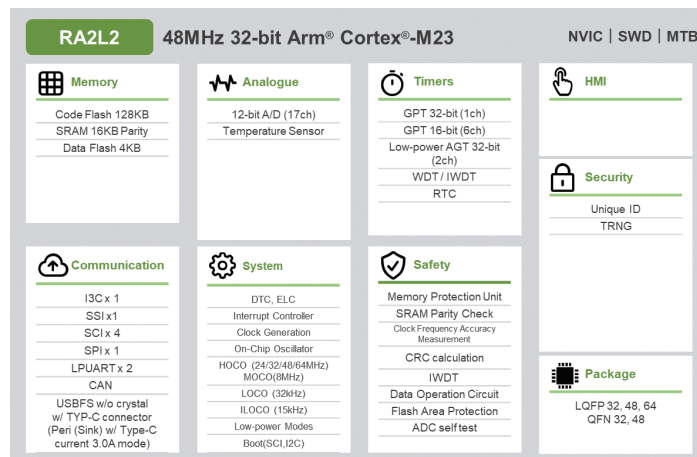 RA2L2
48MHz 32-bit Arm® Cortex®-M23
NVIC | SWD | MTB
Memory
Code Flash 128KB
SRAM 16KB Parity
Data Flash 4KB
Analogue
12-bit A/D (17ch)
Temperature Sensor
Timers
GPT 32-bit (1ch)
GPT 16-bit (6ch)
Low-power AGT 32-bit
(2ch)
WDT / IWDT
RTC
HMI
Security
Unique ID
TRNG
Communication
I3C x 1
SSI x1
SCI x 4
SPI x 1
LPUART x 2
CAN
USBFS w/o crystal
w/ TYP-C connector
(Peri (Sink) w/ Type-C
current 3.0A mode)
System
DTC, ELC
Interrupt Controller
Clock Generation
On-Chip Oscillator
HOCO (24/32/48/64MHz)
MOCO(8MHz)
LOCO (32kHz)
ILOCO (15kHz)
Low-power Modes
Boot(SCI,I2C)
Safety
Memory Protection Unit
SRAM Parity Check
Clock Frequency Accuracy
Measurement
CRC calculation
IWDT
Data Operation Circuit
Flash Area Protection
ADC self test
Package
LQFP 32, 48, 64
QFN 32, 48